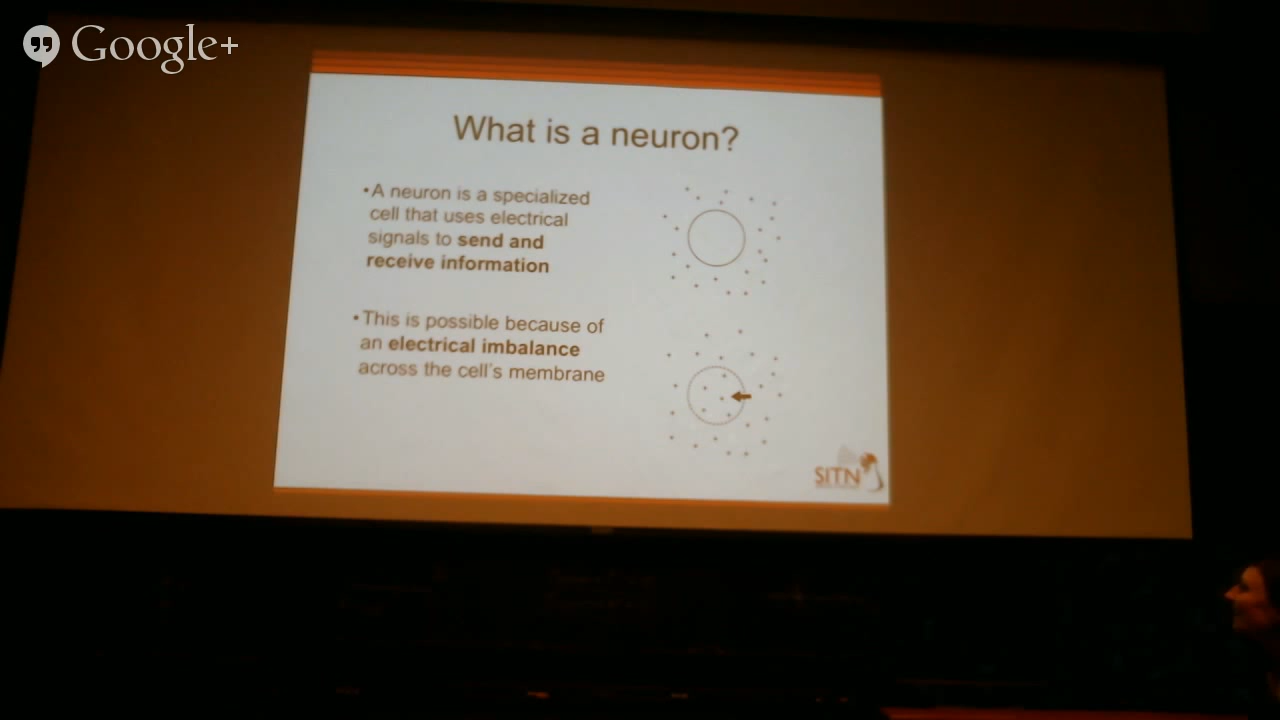 Google+
What is a neuron?
•A neuron is a specialized
cell that uses electrical
signals to send and
receive information
•This is possible because of
an electrical imbalance
across the cell's membrane
SITN